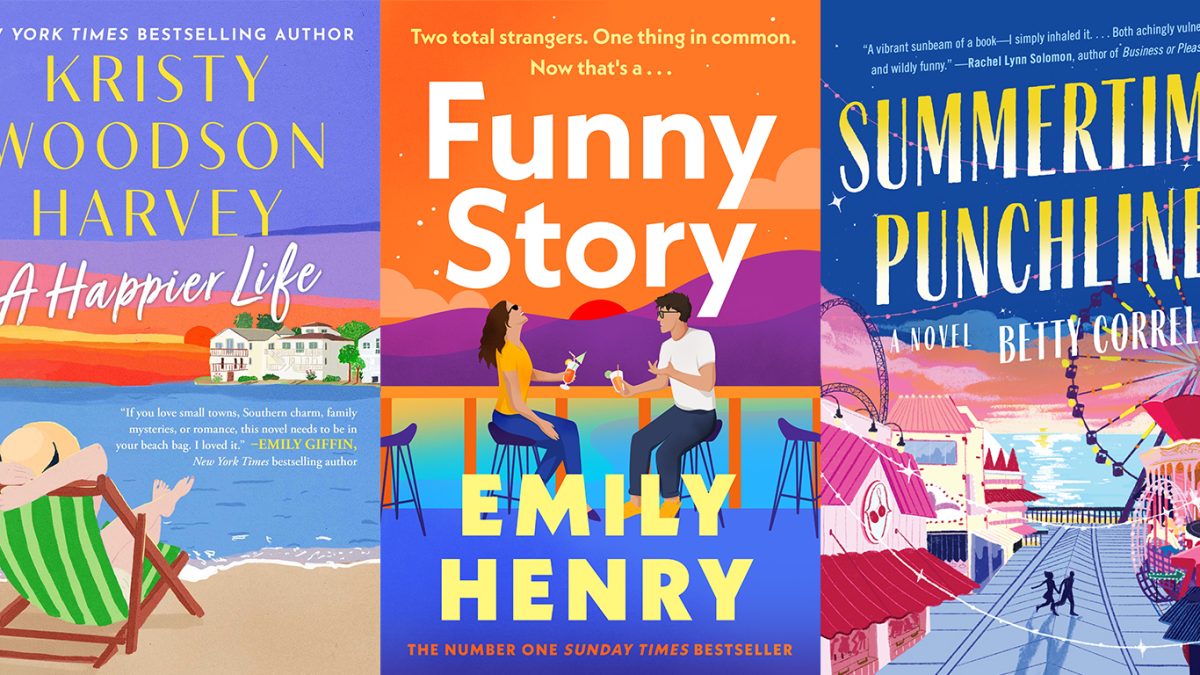 YORK TIMES BESTSELLING AUTHOR
KRISTY
WOODSON
HARVEY
A Happier Life
“If you love small towns, Southern charm, family
mysteries, or romance, this novel needs to be in
your beach bag. I loved it.” —EMILY GIFFIN,
New York Times bestselling author
Two total strangers. One thing in common.
Now that's a . . .
Funny
Story
EMILY
HENRY
THE NUMBER ONE SUNDAY TIMES BESTSELLER
“A vibrant sunbeam of a book—I simply inhaled it. . . . Both achingly vulne
and wildly funny.” —Rachel Lynn Solomon, author of Business or Pleas
SUMMERTIM
PUNCHLINE
A NOVEL BETTY CORREL